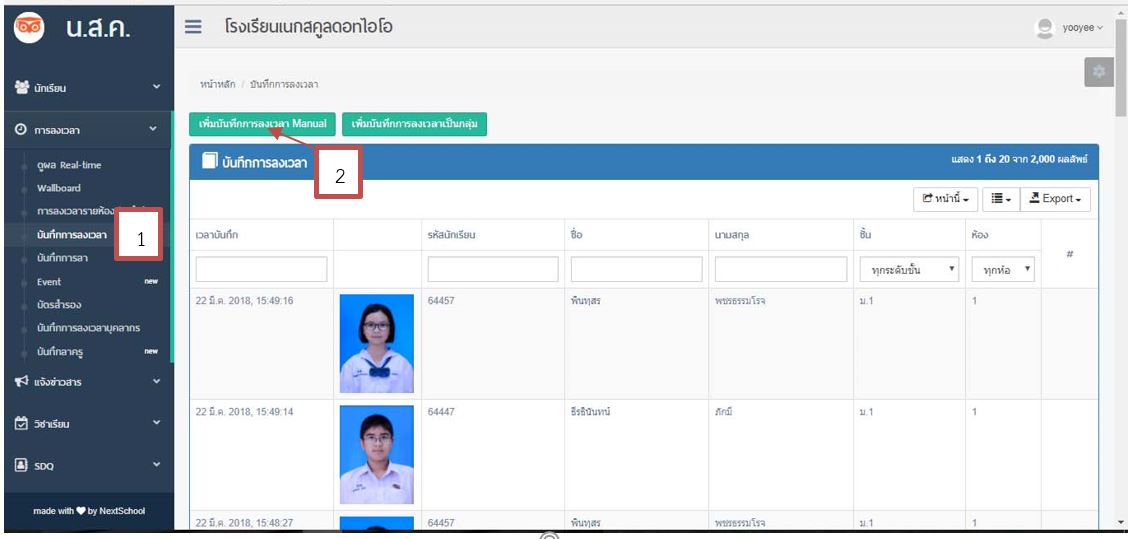 น.ส.ค.
โรงเรียนเนกสคูลดอทไอโอ
yooyee
นักเรียน
การลงเวลา
ดูผล Real-time
Wallboard
การลงเวลารายห้อง
บันทึกการลงเวลา
1
บันทึกการลา
Event new
บัตรสำรอง
บันทึกการลงเวลาบุคลากร
บันทึกลาครู new
แจ้งข่าวสาร
วิชาเรียน
SDQ
made with by NextSchool
หน้าหลัก / บันทึกการลงเวลา
เพิ่มบันทึกการลงเวลา Manual เพิ่มบันทึกการลงเวลาเป็นกลุ่ม
2
บันทึกการลงเวลา แสดง 1 ถึง 20 จาก 2,000 ผลลัพธ์
หน้านี้ Export
เวลาบันทึก รหัสนักเรียน ชื่อ นามสกุล ชั้น ห้อง #
ทุกระดับชั้น ทุกห้อ
22 มี.ค. 2018, 15:49:16 64457 พินทุสร พชรธรรมโรจ ม.1 1
22 มี.ค. 2018, 15:49:14 64447 ธีรธินันทน์ ภักมี ม.1 1
22 มี.ค. 2018, 15:48:27 64457 พินทุสร พชรธรรมโรจ ม.1 1